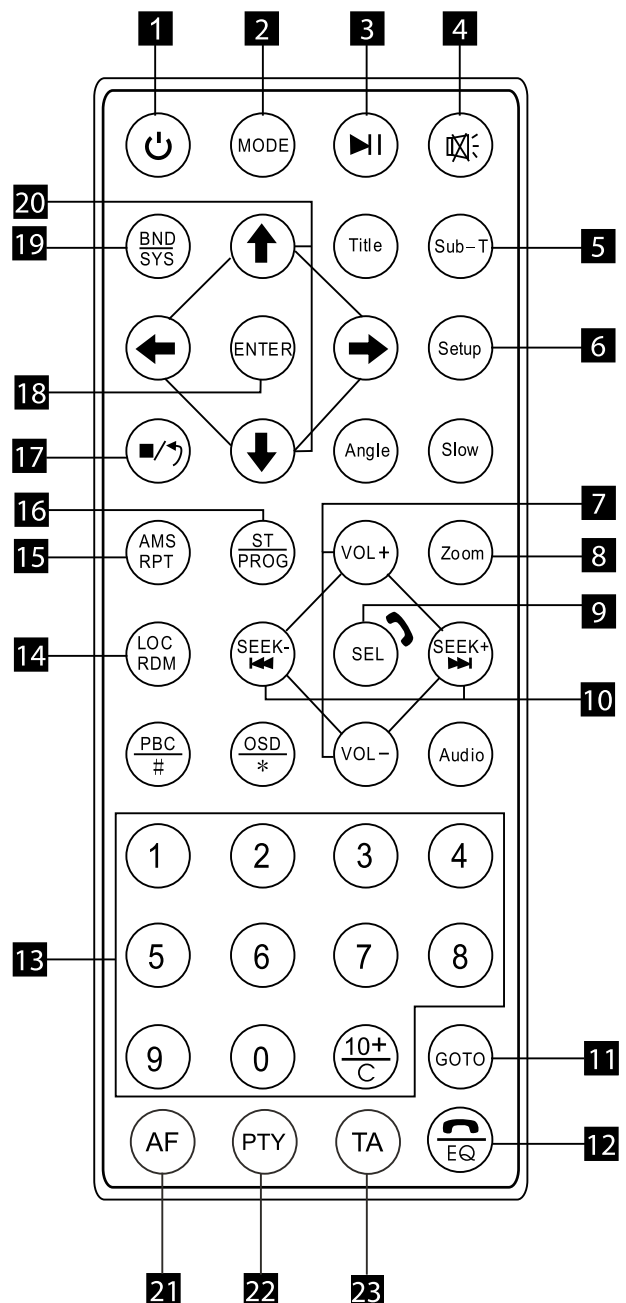 1 2 3 4
MODE
20
BND
SYS
Title
Sub-T
19
5
ENTER
Setup
6
18
17
Angle
Slow
16
7
AMS
RPT
ST
PROG
VOL+
Zoom
15
8
9
LOC
RDM
SEEK-
SEL
SEEK+
14
10
PBC
#
OSD
*
VOL-
Audio
1 2 3 4
13
5 6 7 8
9 0
10+
C
GOTO
11
AF
PTY
TA
EQ
12
21 22 23